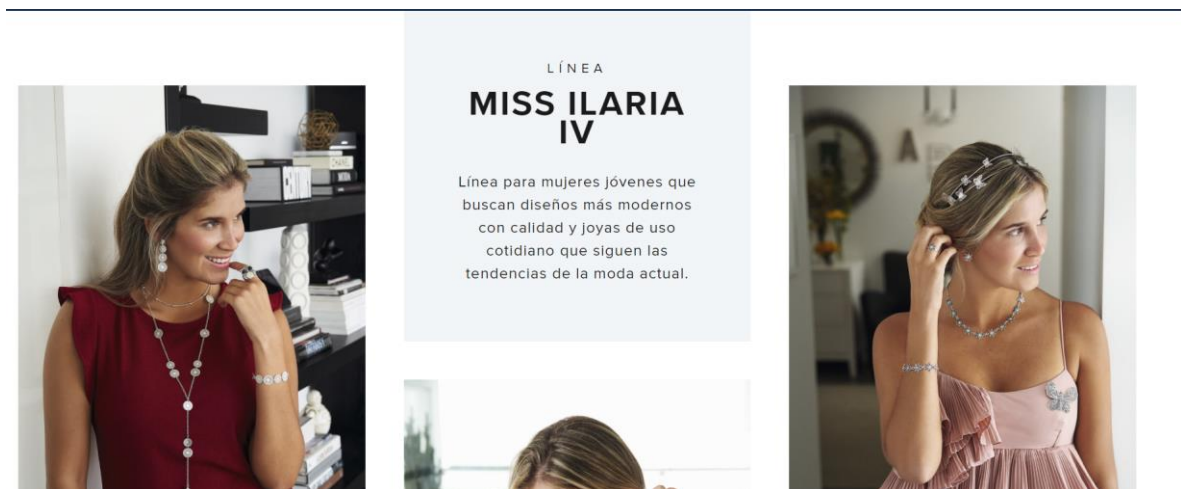 LÍNEA
MISS ILARIA
IV
Línea para mujeres jóvenes que
buscan diseños más modernos
con calidad y joyas de uso
cotidiano que siguen las
tendencias de la moda actual.
CHANEL
A